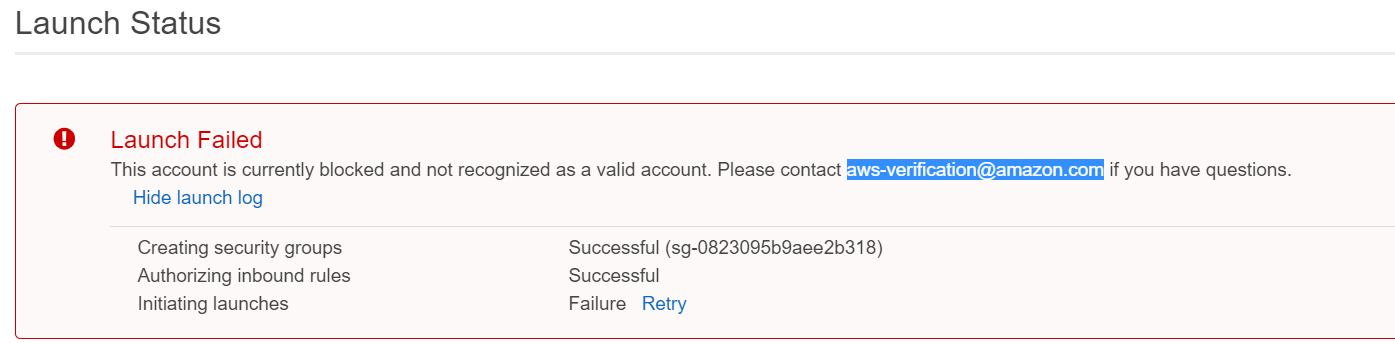 Launch Status
Launch Failed
This account is currently blocked and not recognized as a valid account. Please contact aws-verification@amazon.com if you have questions.
Hide launch log
Creating security groups Successful (sg-0823095b9aee2b318)
Authorizing inbound rules Successful
Initiating launches Failure Retry